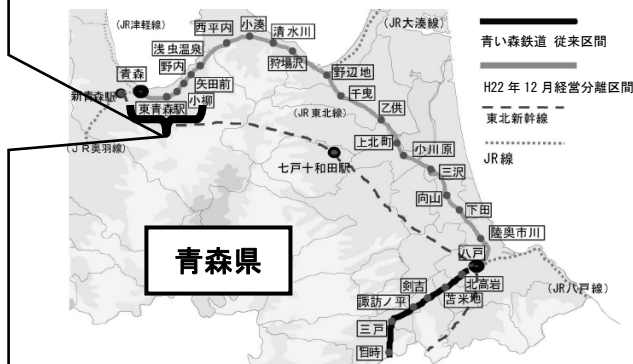 (JR津軽線)
西平内
小湊
清水川
(JR大湊線)
浅虫温泉
野内
狩場沢
野辺地
青森
矢田前
千曳
新青森駅
小柳
東青森駅
乙供
(JR東北線)
(JR奥羽線)
上北町
小川原
七戸十和田駅
三沢
向山
下田
陸奥市川
八戸
青森県
北高岩
(JR八戸線)
剣吉
苫米地
諏訪ノ平
三戸
目時
青い森鉄道 従来区間
H22年12月経営分離区間
東北新幹線
JR線